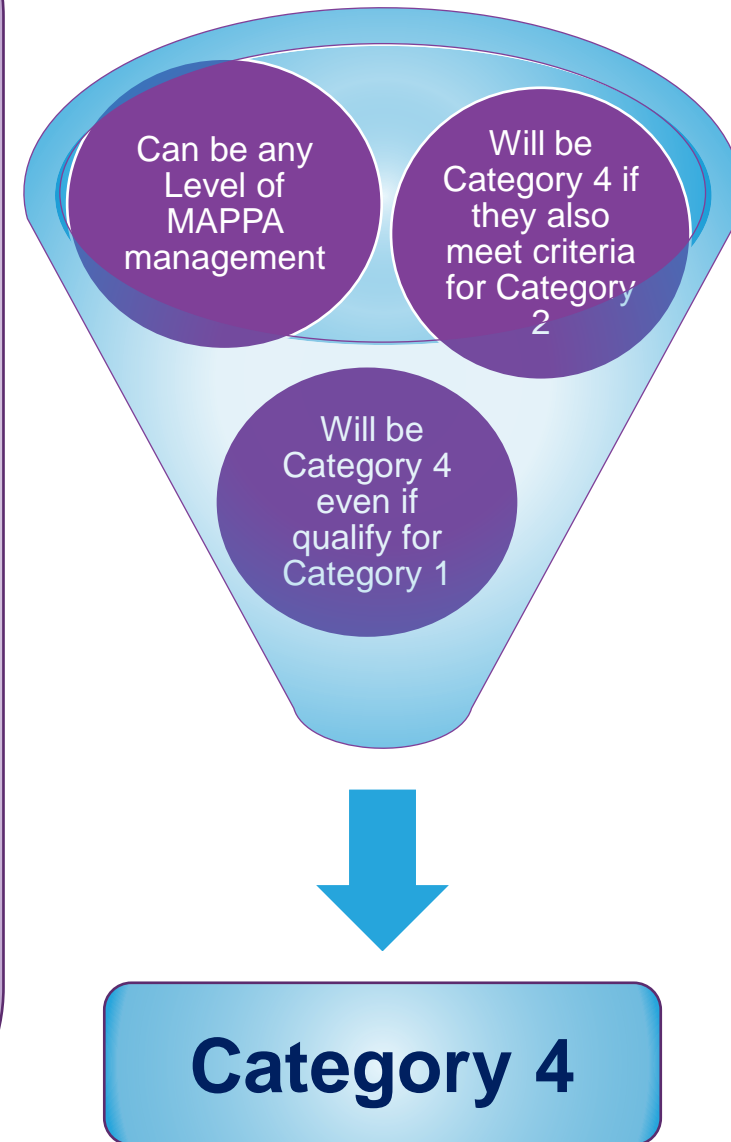 Can be any
Level of
MAPPA
management
Will be
Category 4 if
they also
meet criteria
for Category
2
Will be
Category 4
even if
qualify for
Category 1
Category 4